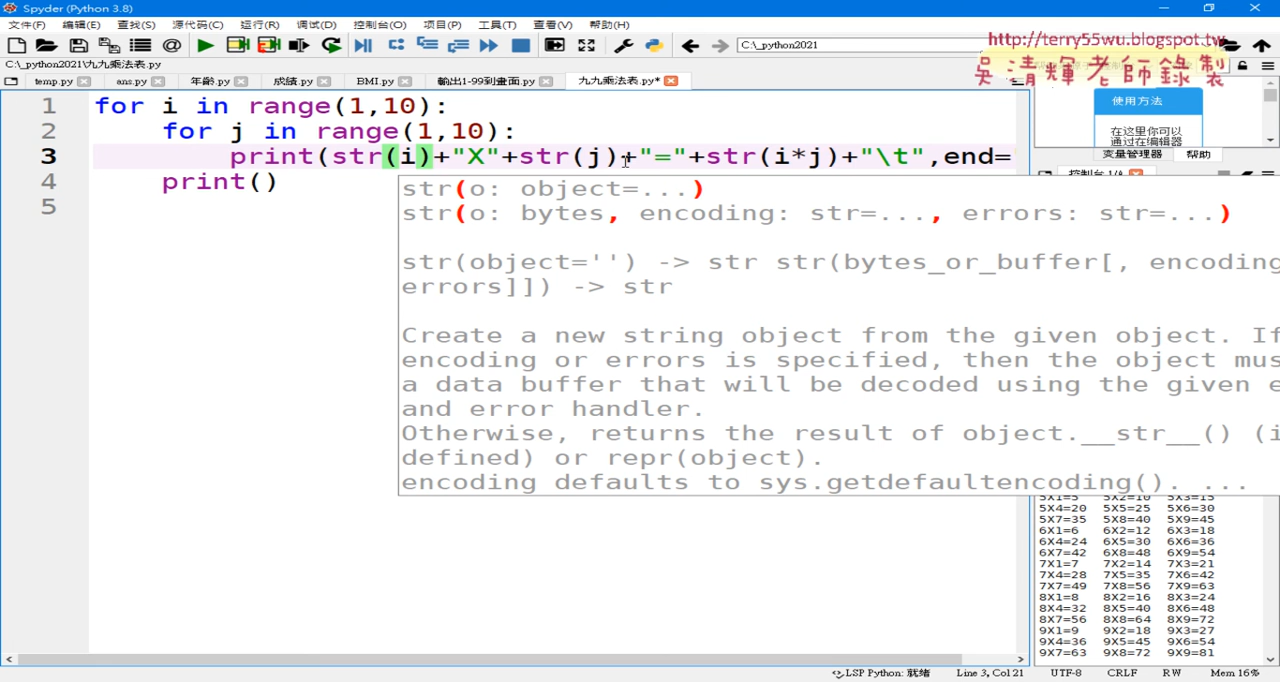 Spyder (Python 3.8)
文件(F) 编辑(E) 查找(S) 源代码(C) 运行(R) 调试(D) 控制台(O) 项目(P) 工具(T) 查看(V) 帮助(H)
C:\_python2021
http://terry55wu.blogspot.tw
吳清輝老師錄製
C:\_python2021\九九乘法表.py
temp.py ans.py 年齡.py 成績.py BMI.py 輸出1-99到畫面.py 九九乘法表.py*
1 for i in range(1,10):
2 for j in range(1,10):
3 print(str(i)+"X"+str(j)+"="+str(i*j)+"\t",end=
4 print()
5
str(o: object=...)
str(o: bytes, encoding: str=..., errors: str=...)
str(object='') -> str str(bytes_or_buffer[, encoding
errors]]) -> str
Create a new string object from the given object. If
encoding or errors is specified, then the object mus
a data buffer that will be decoded using the given e
and error handler.
Otherwise, returns the result of object.__str__() (i
defined) or repr(object).
encoding defaults to sys.getdefaultencoding(). ...
使用方法
在这里你可以
通过在编辑器
变量管理器 帮助
控制台 1/A
5X1=5 5X2=10 5X3=15
5X4=20 5X5=25 5X6=30
5X7=35 5X8=40 5X9=45
6X1=6 6X2=12 6X3=18
6X4=24 6X5=30 6X6=36
6X7=42 6X8=48 6X9=54
7X1=7 7X2=14 7X3=21
7X4=28 7X5=35 7X6=42
7X7=49 7X8=56 7X9=63
8X1=8 8X2=16 8X3=24
8X4=32 8X5=40 8X6=48
8X7=56 8X8=64 8X9=72
9X1=9 9X2=18 9X3=27
9X4=36 9X5=45 9X6=54
9X7=63 9X8=72 9X9=81
LSP Python: 就绪 Line 3, Col 21 UTF-8 CRLF RW Mem 16%